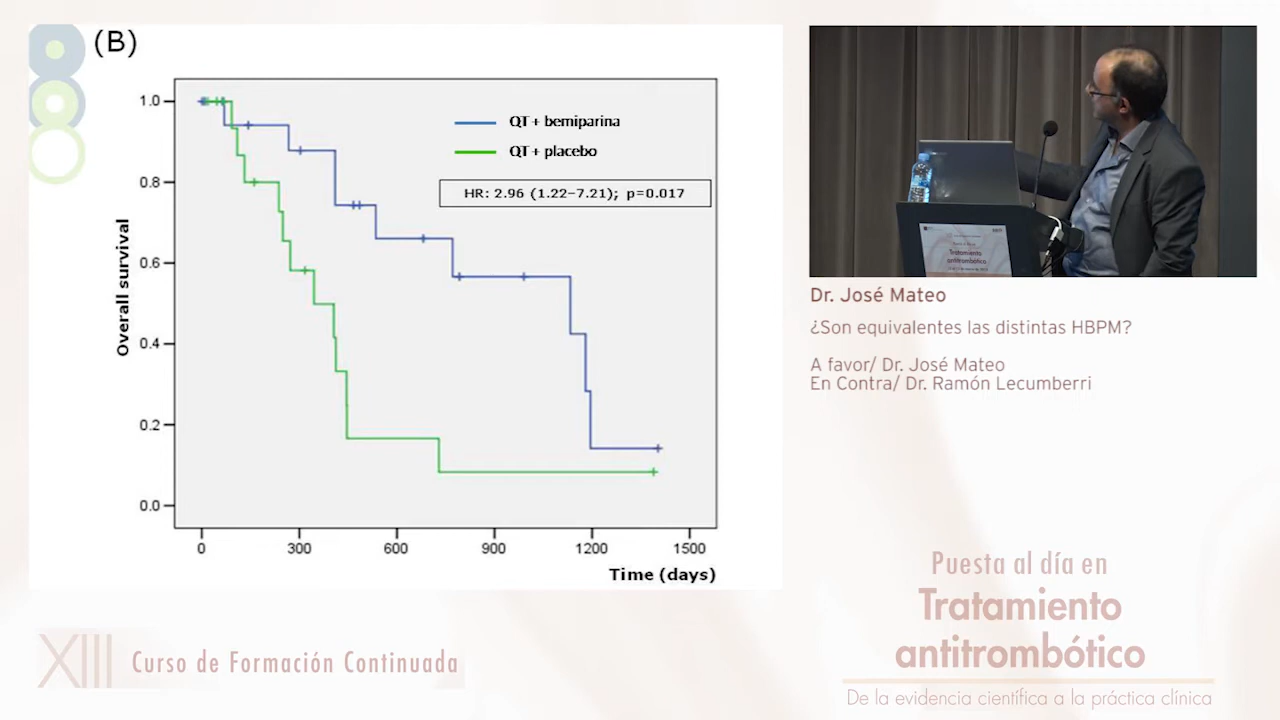 (B)
1.0
0.8
0.6
0.4
0.2
0.0
Overall survival
QT + bemiparina
QT + placebo
HR: 2.96 (1.22–7.21); p=0.017
0 300 600 900 1200 1500
Time (days)
Tratamiento
antitrombótico
Dr. José Mateo
¿Son equivalentes las distintas HBPM?
A favor/ Dr. José Mateo
En Contra/ Dr. Ramón Lecumberri
XIII Curso de Formación Continuada
Puesta al día en
Tratamiento
antitrombótico
De la evidencia científica a la práctica clínica